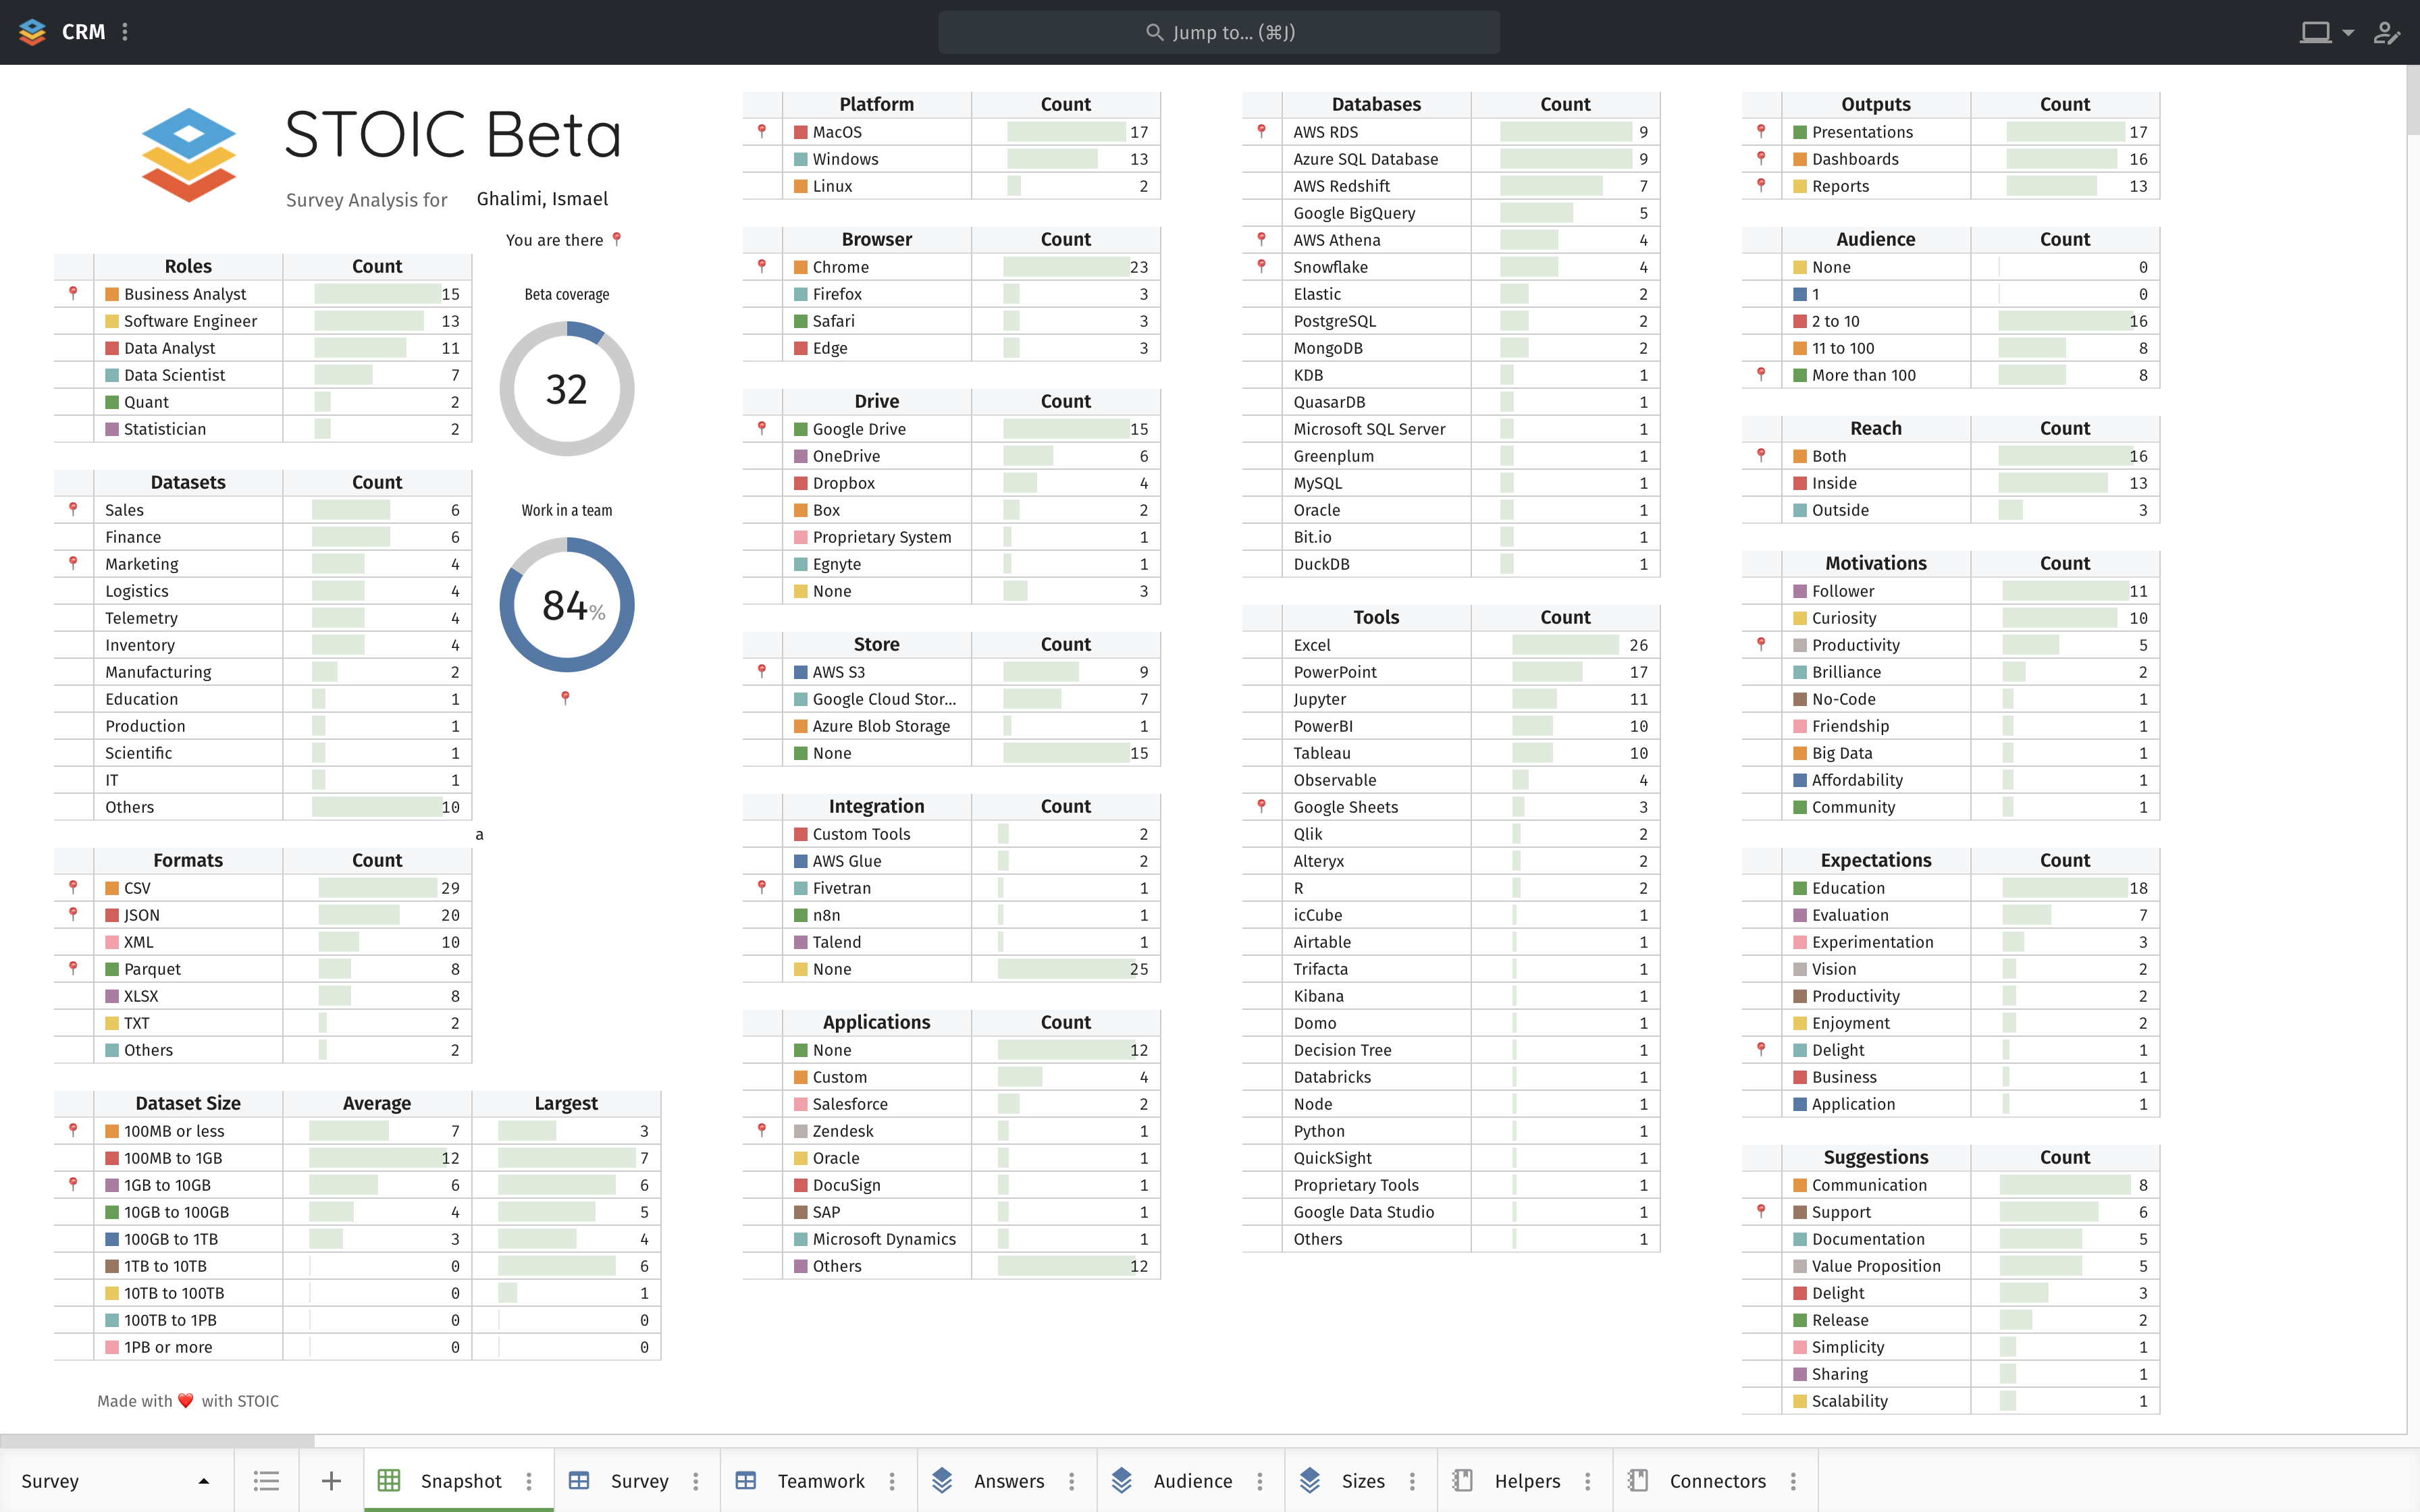 CRM
Jump to... (⌘J)
STOIC Beta
Survey Analysis for Ghalimi, Ismael
You are there
Roles Count
Business Analyst 15
Software Engineer 13
Data Analyst 11
Data Scientist 7
Quant 2
Statistician 2
Beta coverage
32
Datasets Count
Sales 6
Finance 6
Marketing 4
Logistics 4
Telemetry 4
Inventory 4
Manufacturing 2
Education 1
Production 1
Scientific 1
IT 1
Others 10
Work in a team
84%
a
Formats Count
CSV 29
JSON 20
XML 10
Parquet 8
XLSX 8
TXT 2
Others 2
Dataset Size Average Largest
100MB or less 7 3
100MB to 1GB 12 7
1GB to 10GB 6 6
10GB to 100GB 4 5
100GB to 1TB 3 4
1TB to 10TB 0 6
10TB to 100TB 0 1
100TB to 1PB 0 0
1PB or more 0 0
Made with ❤️ with STOIC
Platform Count
MacOS 17
Windows 13
Linux 2
Browser Count
Chrome 23
Firefox 3
Safari 3
Edge 3
Drive Count
Google Drive 15
OneDrive 6
Dropbox 4
Box 2
Proprietary System 1
Egnyte 1
None 3
Store Count
AWS S3 9
Google Cloud Stor... 7
Azure Blob Storage 1
None 15
Integration Count
Custom Tools 2
AWS Glue 2
Fivetran 1
n8n 1
Talend 1
None 25
Applications Count
None 12
Custom 4
Salesforce 2
Zendesk 1
Oracle 1
DocuSign 1
SAP 1
Microsoft Dynamics 1
Others 12
Databases Count
AWS RDS 9
Azure SQL Database 9
AWS Redshift 7
Google BigQuery 5
AWS Athena 4
Snowflake 4
Elastic 2
PostgreSQL 2
MongoDB 2
KDB 1
QuasarDB 1
Microsoft SQL Server 1
Greenplum 1
MySQL 1
Oracle 1
Bit.io 1
DuckDB 1
Tools Count
Excel 26
PowerPoint 17
Jupyter 11
PowerBI 10
Tableau 10
Observable 4
Google Sheets 3
Qlik 2
Alteryx 2
R 2
icCube 1
Airtable 1
Trifacta 1
Kibana 1
Domo 1
Decision Tree 1
Databricks 1
Node 1
Python 1
QuickSight 1
Proprietary Tools 1
Google Data Studio 1
Others 1
Outputs Count
Presentations 17
Dashboards 16
Reports 13
Audience Count
None 0
1 0
2 to 10 16
11 to 100 8
More than 100 8
Reach Count
Both 16
Inside 13
Outside 3
Motivations Count
Follower 11
Curiosity 10
Productivity 5
Brilliance 2
No-Code 1
Friendship 1
Big Data 1
Affordability 1
Community 1
Expectations Count
Education 18
Evaluation 7
Experimentation 3
Vision 2
Productivity 2
Enjoyment 2
Delight 1
Business 1
Application 1
Suggestions Count
Communication 8
Support 6
Documentation 5
Value Proposition 5
Delight 3
Release 2
Simplicity 1
Sharing 1
Scalability 1
Survey Snapshot Survey Teamwork Answers Audience Sizes Helpers Connectors